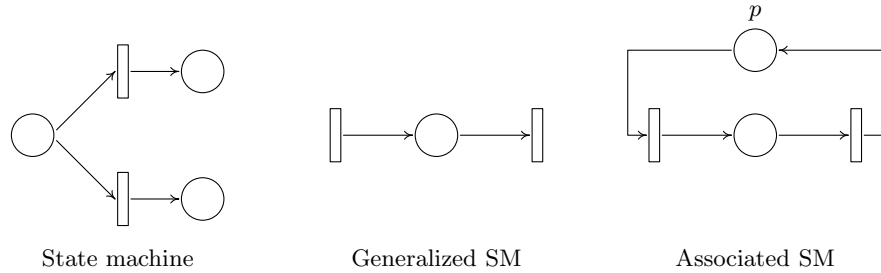 p
State machine
Generalized SM
Associated SM